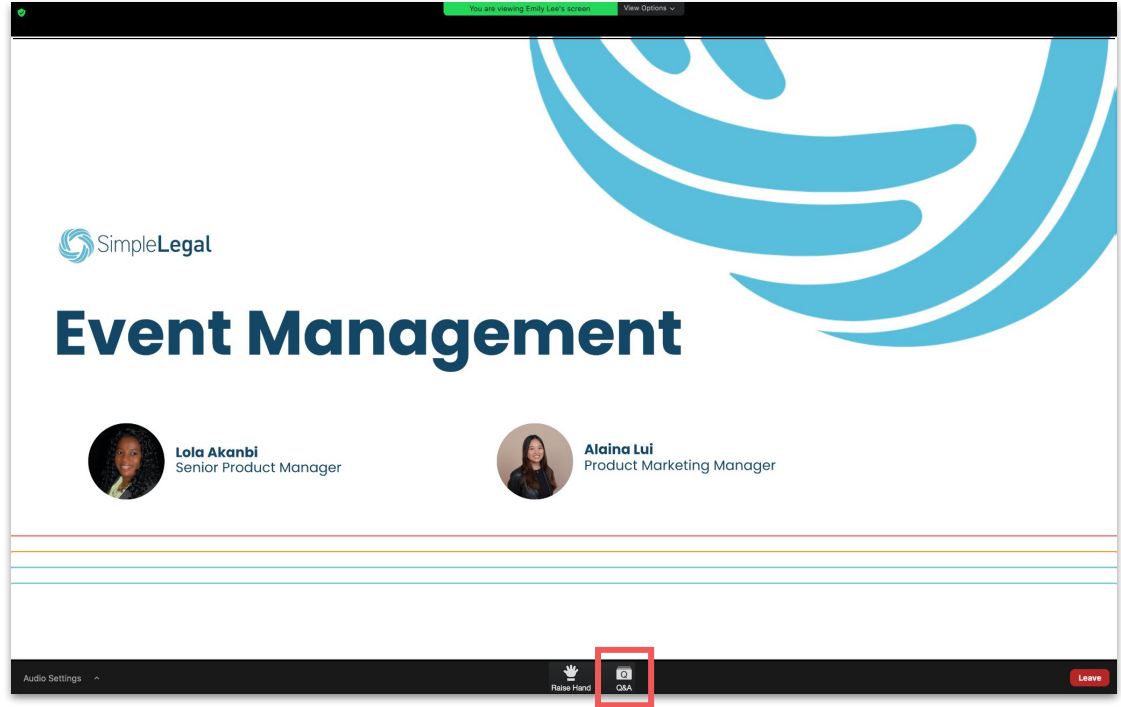 You are viewing Emily Lee's screen
View Options
SimpleLegal
Event Management
Lola Akanbi
Senior Product Manager
Alaina Lui
Product Marketing Manager
Audio Settings
Raise Hand
Q
Q&A
Leave